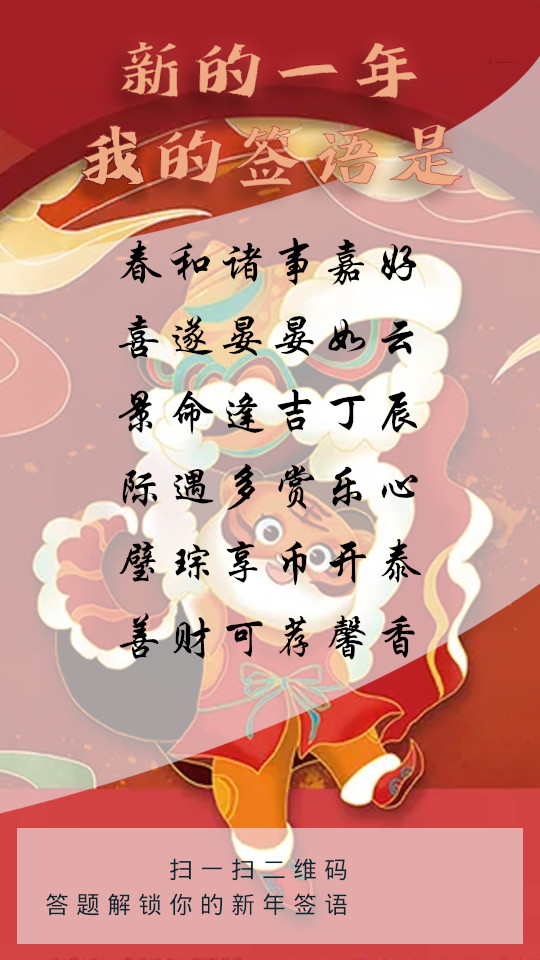 新的一年
我的签语是
春和诸事嘉好
喜遂晏晏如云
景命逢吉丁辰
际遇多赏乐心
璧琮享币开泰
善财可荐馨香
扫一扫二维码
答题解锁你的新年签语